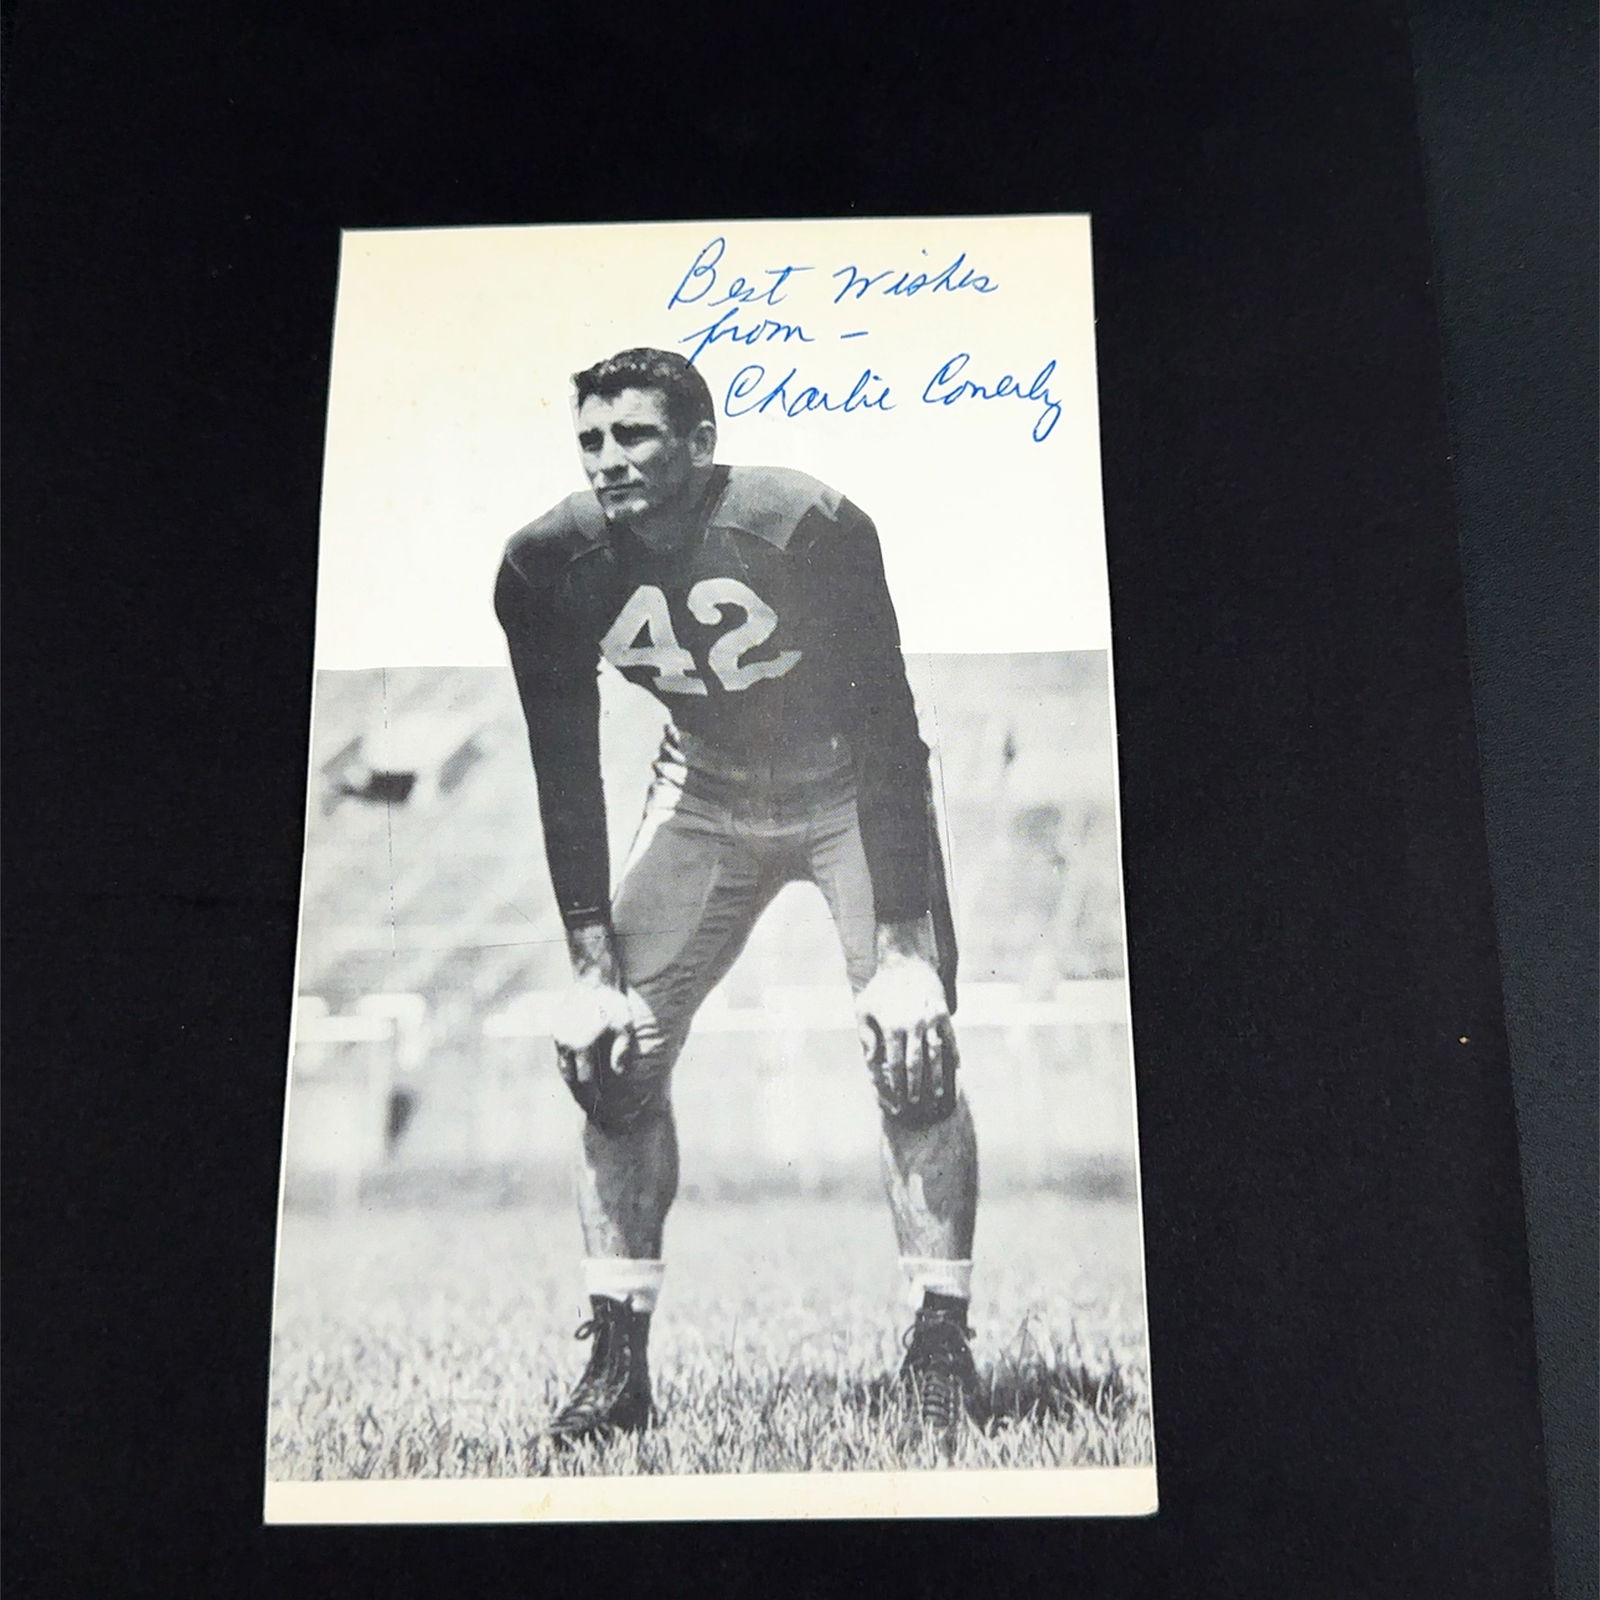 Best Wishes
from -
Charlie Conerly
42